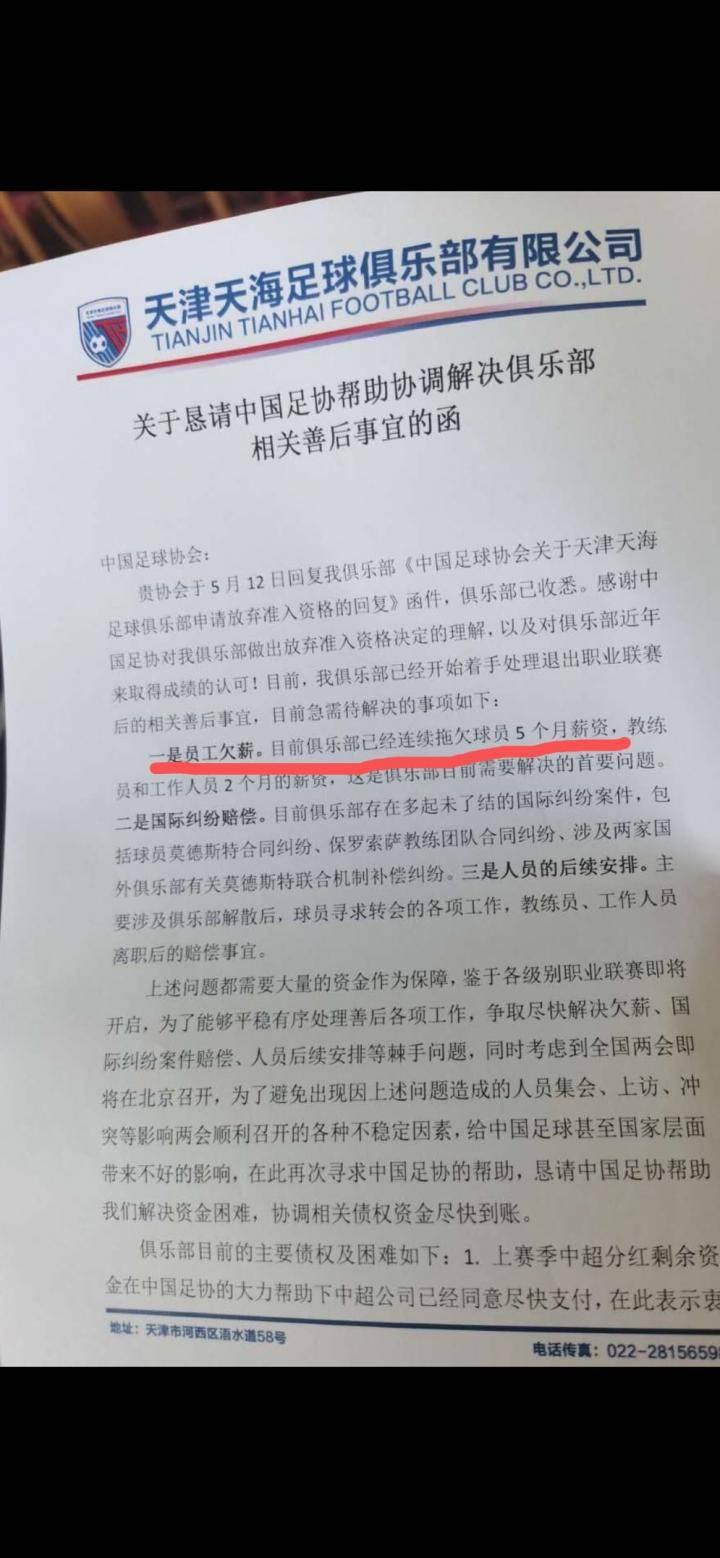 天津天海足球俱乐部有限公司
TIANJIN TIANHAI FOOTBALL CLUB CO.,LTD.
关于恳请中国足协帮助协调解决俱乐部
相关善后事宜的函
中国足球协会：
贵协会于5月12日回复我俱乐部《中国足球协会关于天津天海
足球俱乐部申请放弃准入资格的回复》函件，俱乐部已收悉。感谢中
国足协对我俱乐部做出放弃准入资格决定的理解，以及对俱乐部近年
来取得成绩的认可！目前，我俱乐部已经开始着手处理退出职业联赛
后的相关善后事宜，目前急需待解决的事项如下：
一是员工欠薪。目前俱乐部已经连续拖欠球员5个月薪资，教练
员和工作人员2个月的薪资，这是俱乐部目前需要解决的首要问题。
二是国际纠纷赔偿。目前俱乐部存在多起未了结的国际纠纷案件，包
括球员莫德斯特合同纠纷、保罗索萨教练团队合同纠纷、涉及两家国
外俱乐部有关莫德斯特联合机制补偿纠纷。三是人员的后续安排。主
要涉及俱乐部解散后，球员寻求转会的各项工作，教练员、工作人员
离职后的赔偿事宜。
上述问题都需要大量的资金作为保障，鉴于各级别职业联赛即将
开启，为了能够平稳有序处理善后各项工作，争取尽快解决欠薪、国
际纠纷案件赔偿、人员后续安排等棘手问题，同时考虑到全国两会即
将在北京召开，为了避免出现因上述问题造成的人员集会、上访、冲
突等影响两会顺利召开的各种不稳定因素，给中国足球甚至国家层面
带来不好的影响，在此再次寻求中国足协的帮助，恳请中国足协帮助
我们解决资金困难，协调相关债权资金尽快到账。
俱乐部目前的主要债权及困难如下：1. 上赛季中超分红剩余资
金在中国足协的大力帮助下中超公司已经同意尽快支付，在此表示衷
地址：天津市河西区浯水道58号
电话传真：022-2815659